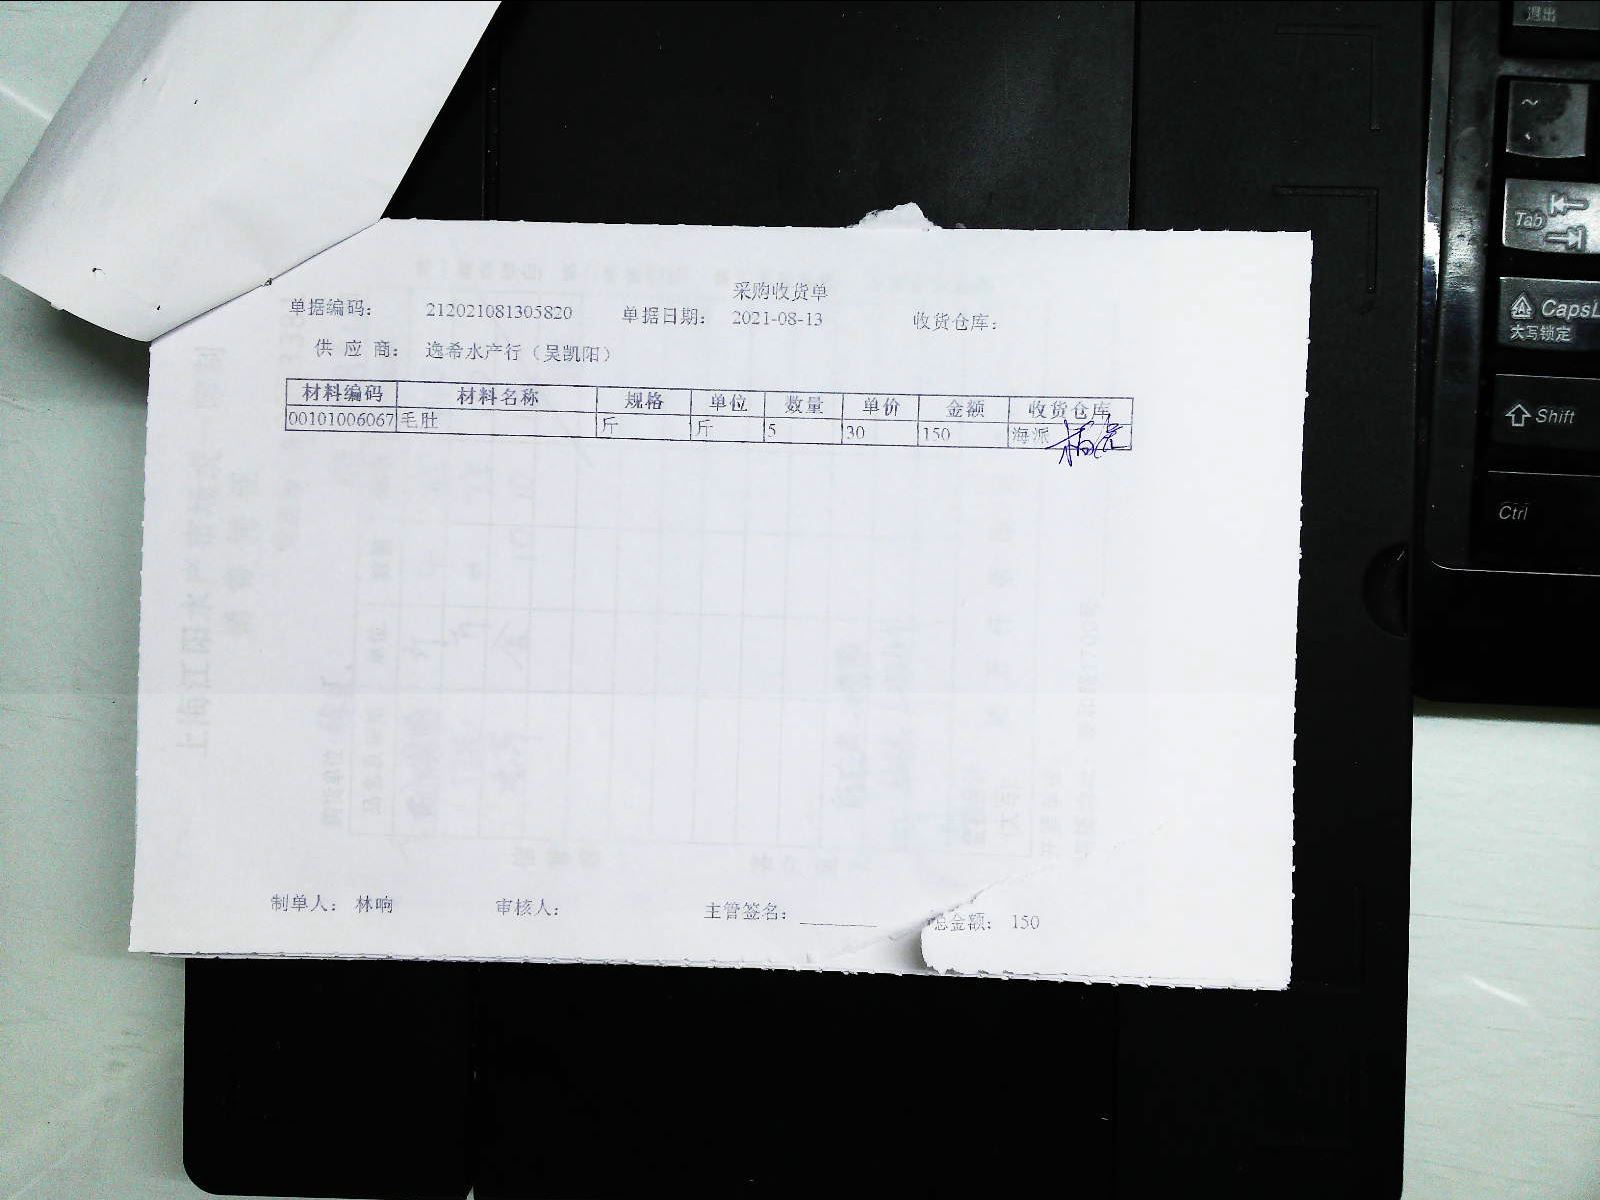 采购收货单
单据编码： 212021081305820 单据日期： 2021-08-13 收货仓库：
供 应 商： 逸希水产行（吴凯阳）
材料编码 材料名称 规格 单位 数量 单价 金额 收货仓库
00101006067 毛肚 斤 斤 5 30 150 海派
制单人： 林响 审核人： 主管签名： 总金额： 150
退出
~
Tab
CapsL
大写锁定
Shift
Ctrl